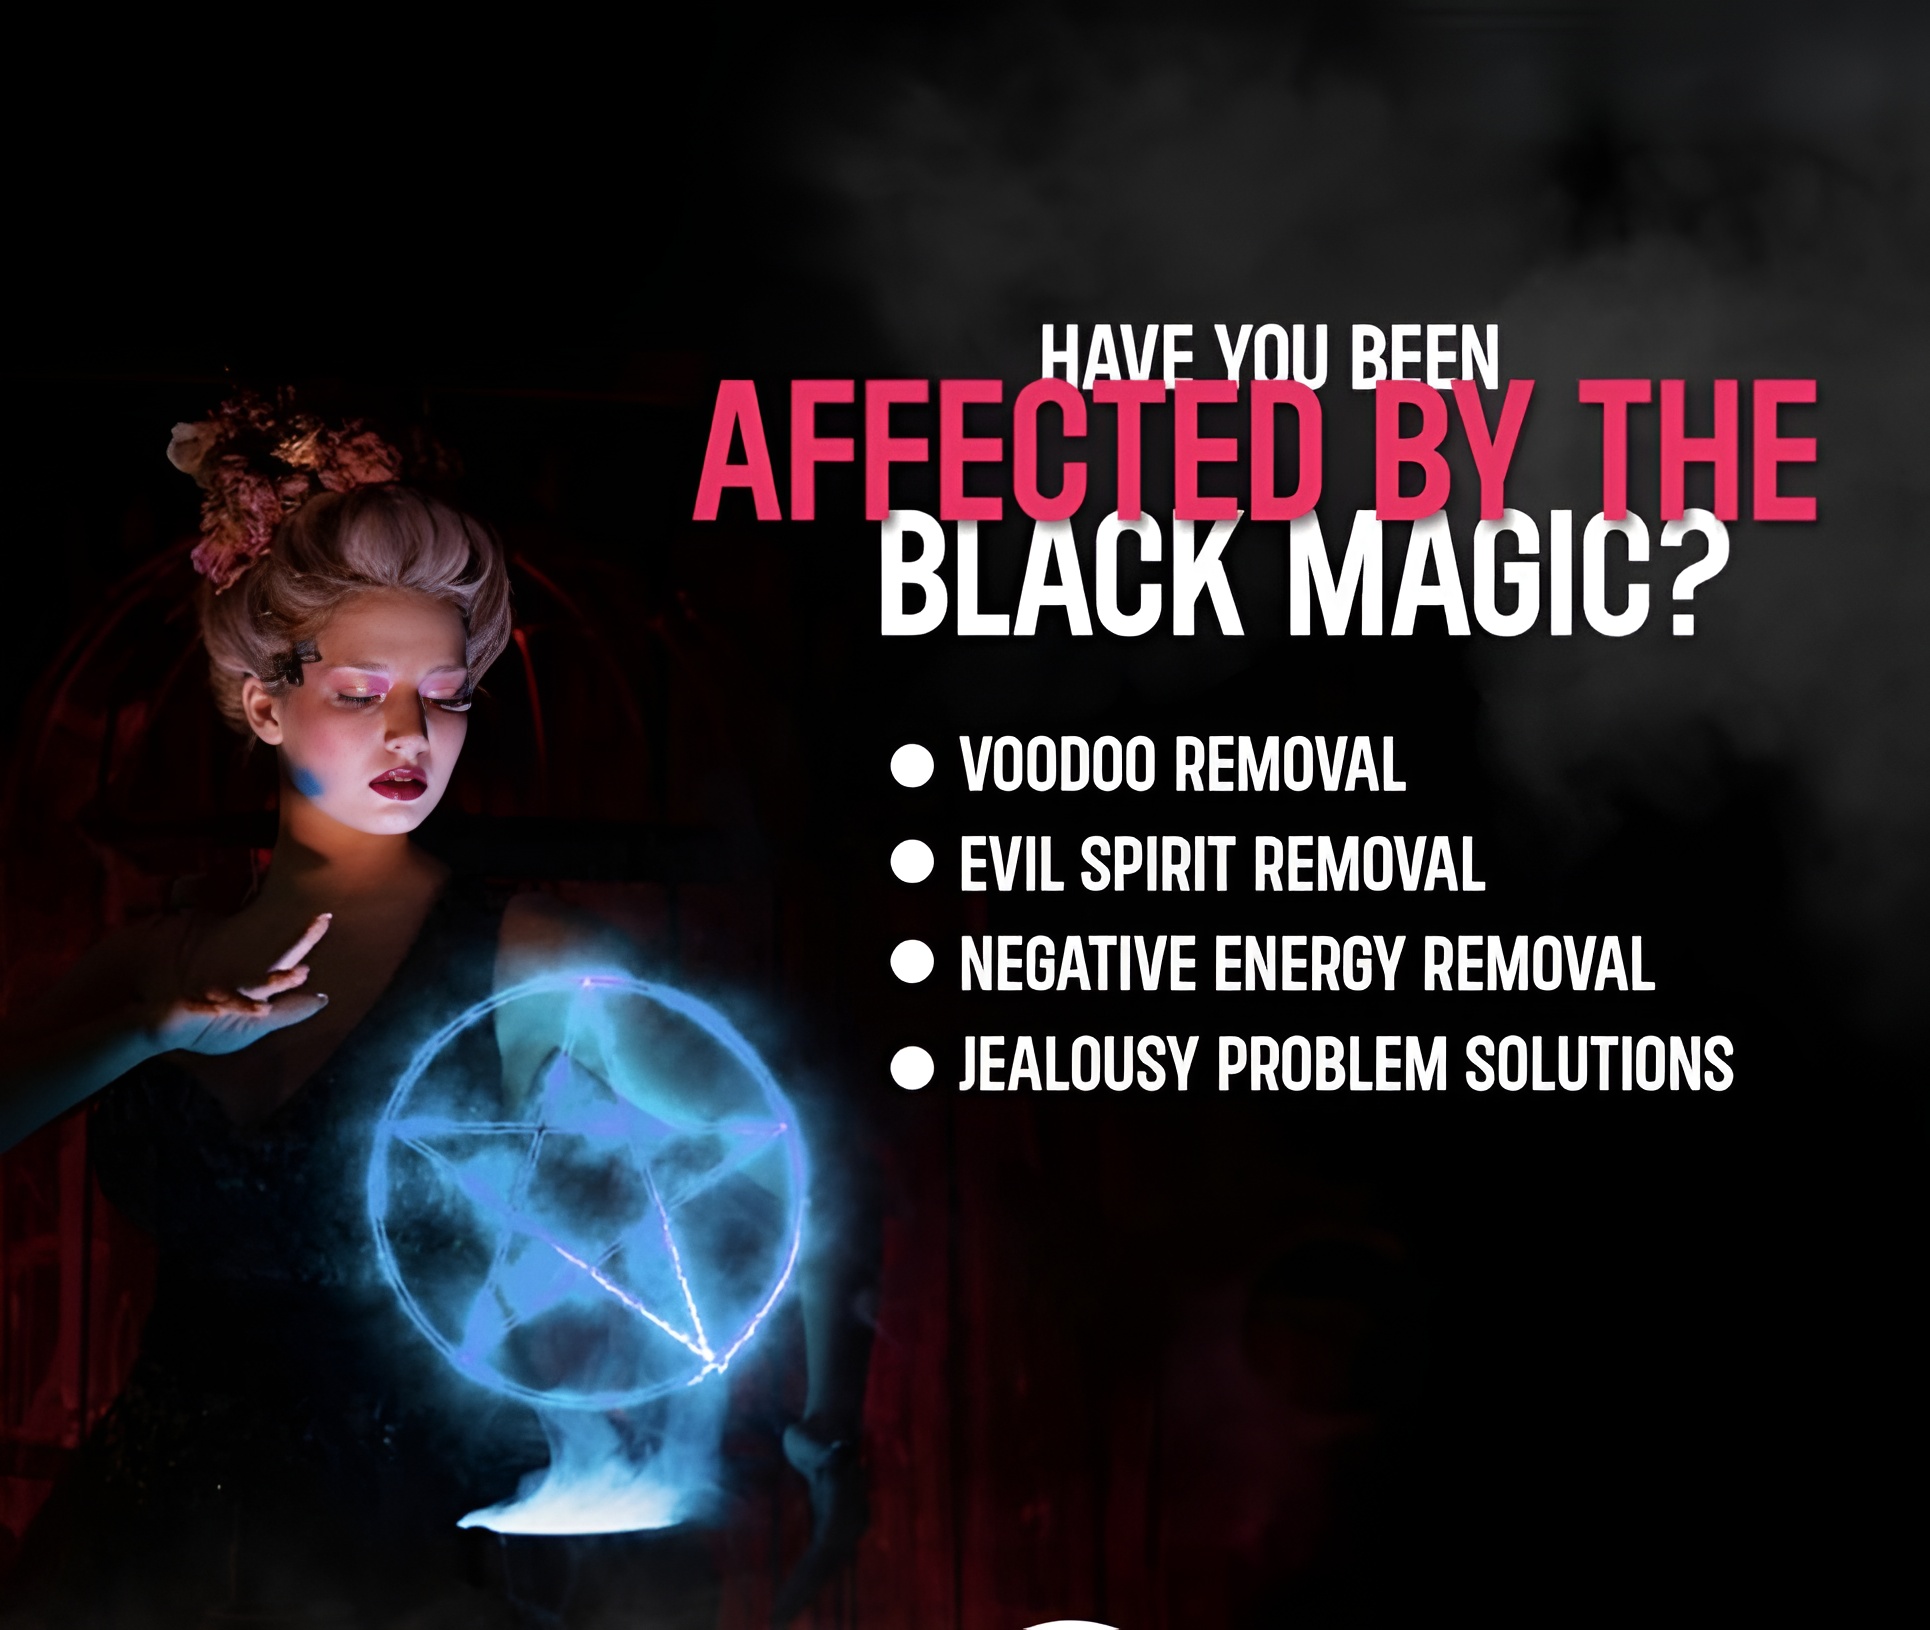 HAVE YOU BEEN
AFFECTED BY THE
BLACK MAGIC?
VOODOO REMOVAL
EVIL SPIRIT REMOVAL
NEGATIVE ENERGY REMOVAL
JEALOUSY PROBLEM SOLUTIONS